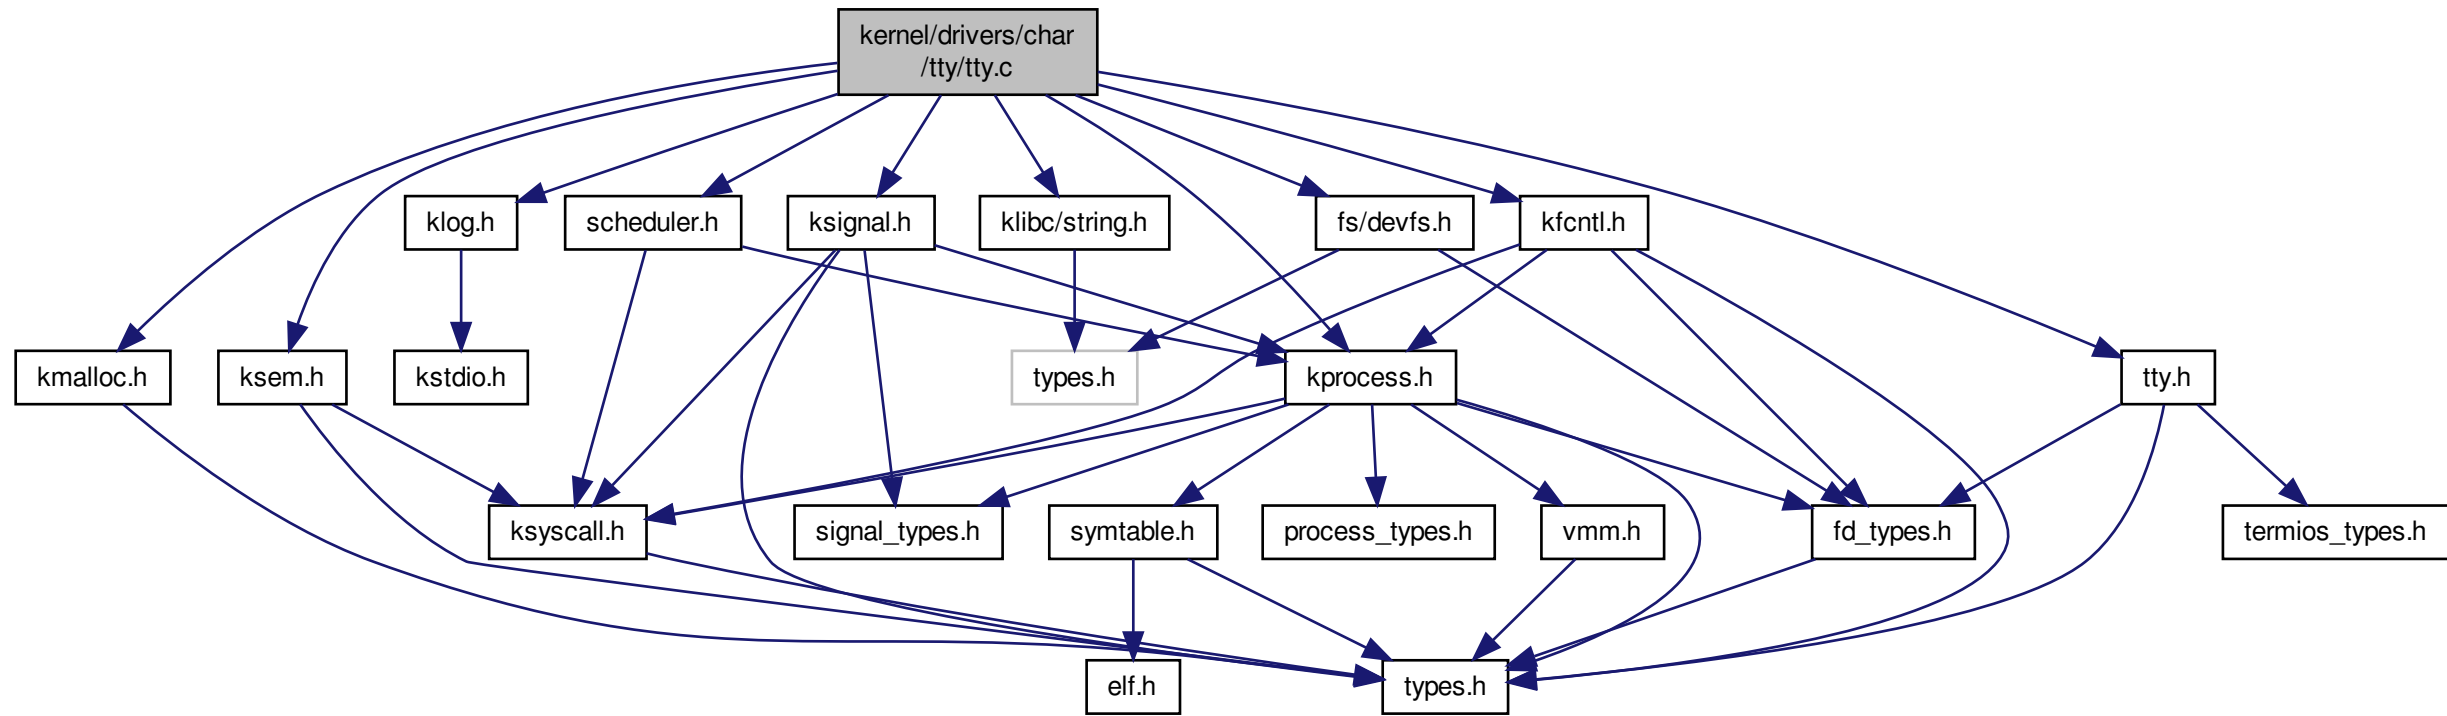 kernel/drivers/char
/tty/tty.c
klog.h
scheduler.h
ksignal.h
klibc/string.h
fs/devfs.h
kfcntl.h
kmalloc.h
ksem.h
kstdio.h
types.h
kprocess.h
tty.h
ksyscall.h
signal_types.h
symtable.h
process_types.h
vmm.h
fd_types.h
termios_types.h
elf.h
types.h